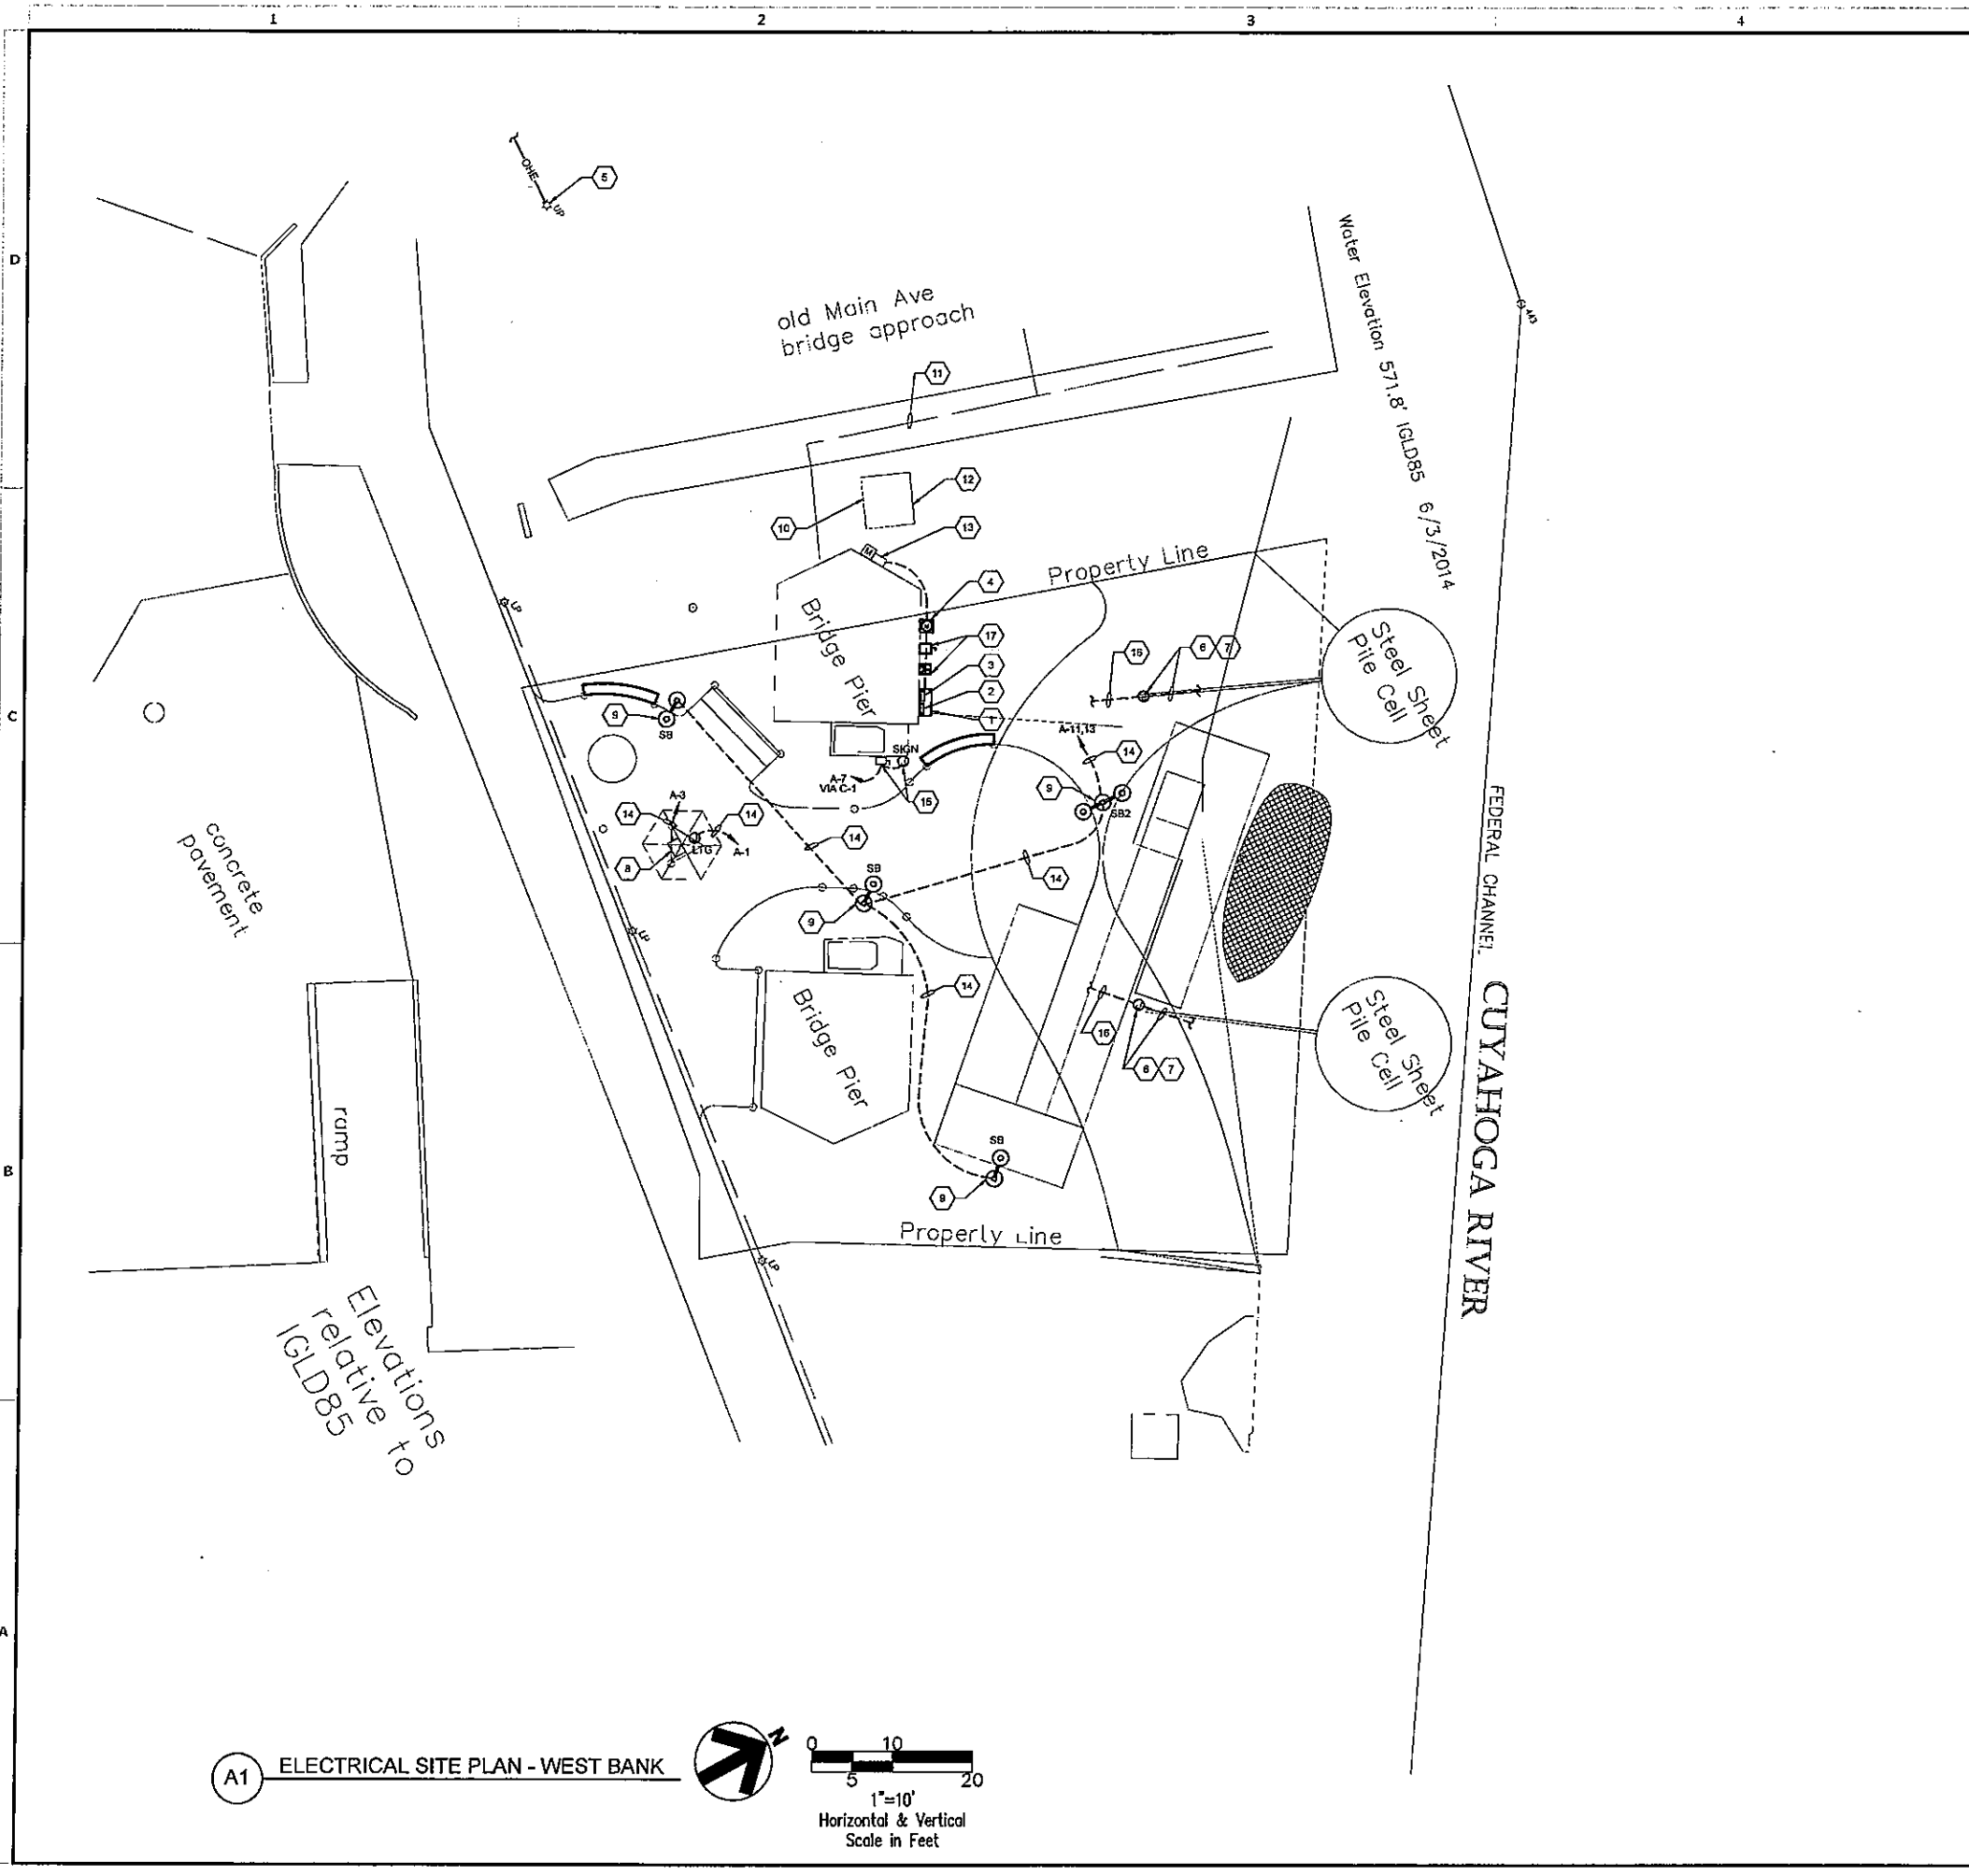 1
2
3
4
D
C
B
A
OHE
UP
5
old Main Ave
bridge approach
11
12
10
13
M
4
17
3
2
1
Water Elevation 571.8' IGLD85 6/3/2014
Property Line
Bridge Pier
16
6
7
Steel Sheet
Pile Cell
UP
9
SB
SIGN
A-7
VIA C-1
15
A-11,13
14
9
SB2
A-3
14
14
LTG
A-1
8
14
14
SB
9
14
concrete
pavement
UP
Bridge Pier
16
6
7
Steel Sheet
Pile Cell
FEDERAL CHANNEL
CUYAHOGA RIVER
ramp
SB
9
Property Line
UP
Elevations
relative to
IGLD85
A1
ELECTRICAL SITE PLAN - WEST BANK
N
0
10
5
20
1"=10'
Horizontal & Vertical
Scale in Feet